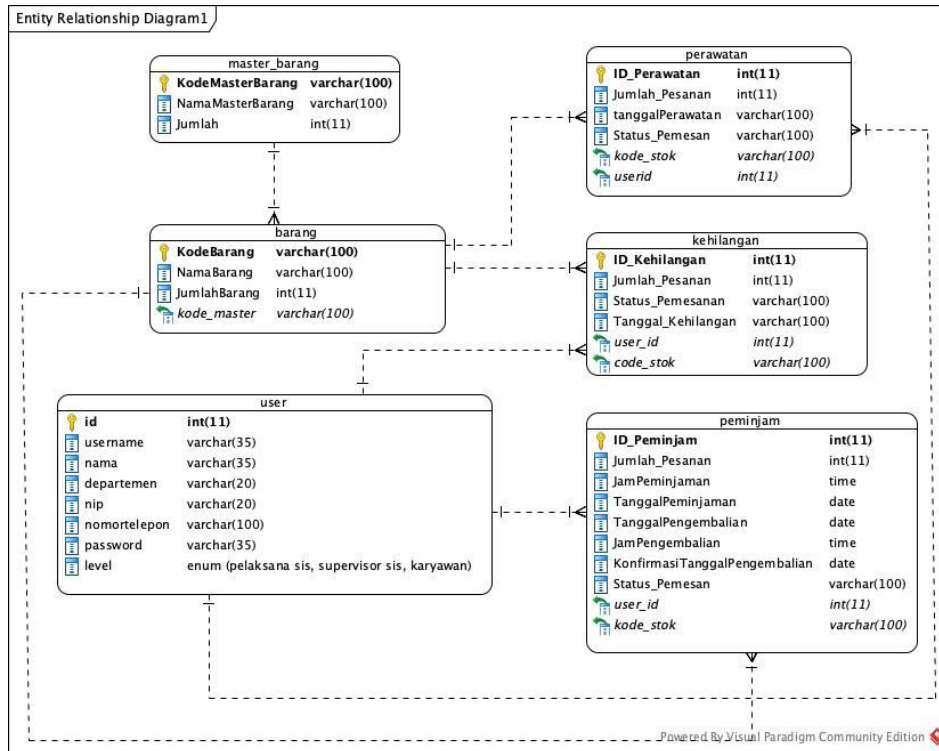 Entity Relationship Diagram1
master_barang
KodeMasterBarang varchar(100)
NamaMasterBarang varchar(100)
Jumlah int(11)
perawatan
ID_Perawatan int(11)
Jumlah_Pesanan int(11)
tanggalPerawatan varchar(100)
Status_Pemesan varchar(100)
kode_stok varchar(100)
userid int(11)
barang
KodeBarang varchar(100)
NamaBarang varchar(100)
JumlahBarang int(11)
kode_master varchar(100)
kehilangan
ID_Kehilangan int(11)
Jumlah_Pesanan int(11)
Status_Pemesanan varchar(100)
Tanggal_Kehilangan varchar(100)
user_id int(11)
code_stok varchar(100)
user
id int(11)
username varchar(35)
nama varchar(35)
departemen varchar(20)
nip varchar(20)
nomortelepon varchar(100)
password varchar(35)
level enum (pelaksana sis, supervisor sis, karyawan)
peminjam
ID_Peminjam int(11)
Jumlah_Pesanan int(11)
JamPeminjaman time
TanggalPeminjaman date
TanggalPengembalian date
JamPengembalian time
KonfirmasiTanggalPengembalian date
Status_Pemesan varchar(100)
user_id int(11)
kode_stok varchar(100)
Powered By Visual Paradigm Community Edition